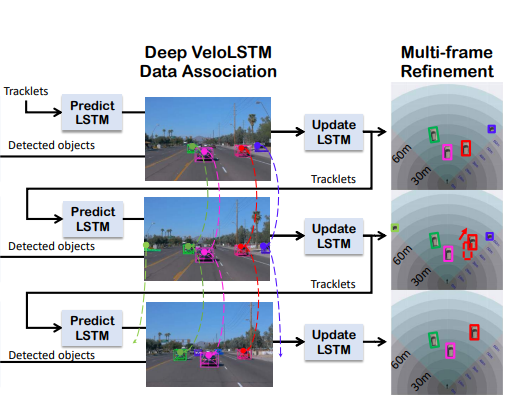 Deep VeloLSTM
Data Association
Multi-frame
Refinement
Tracklets
Predict
LSTM
Update
LSTM
Detected objects
60m
30m
Tracklets
Predict
LSTM
Update
LSTM
Detected objects
60m
30m
Tracklets
Predict
LSTM
Update
LSTM
Detected objects
60m
30m